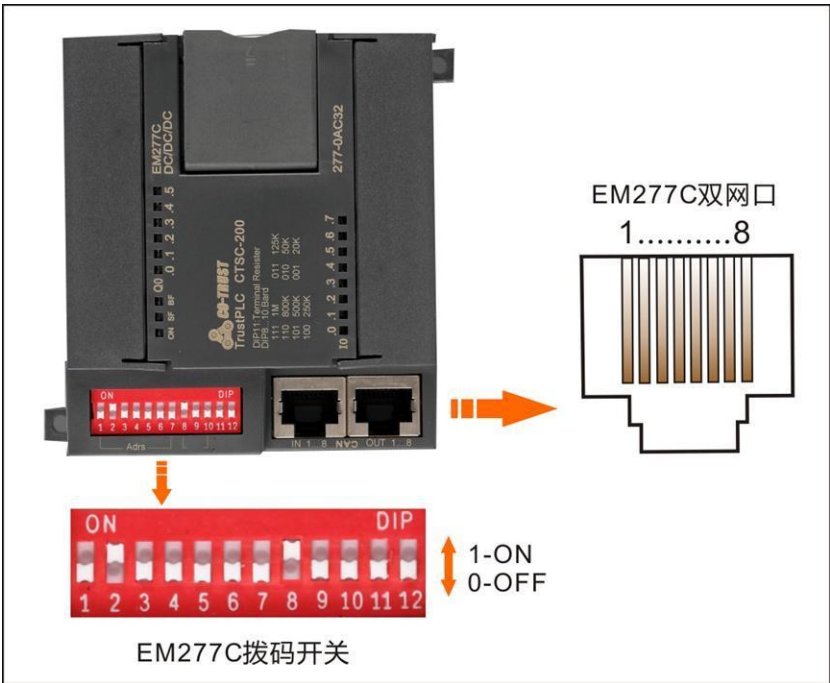 EM277C
DC/DC/DC
277-0AC32
ON SF BF Q0 .0 .1 .2 .3 .4 .5
CO-TRUST
TrustPLC CTSC-200
DIP11:Terminal Resister
DIP8..10:Bard
111 1M 011 125K
110 800K 010 50K
101 500K 001 20K
100 250K
I0 .0 .1 .2 .3 .4 .5 .6 .7
ON DIP
1 2 3 4 5 6 7 8 9 10 11 12
Adrs
IN 1...8 CAN OUT 1...8
EM277C双网口
1..........8
ON DIP
1 2 3 4 5 6 7 8 9 10 11 12
1-ON
0-OFF
EM277C拨码开关